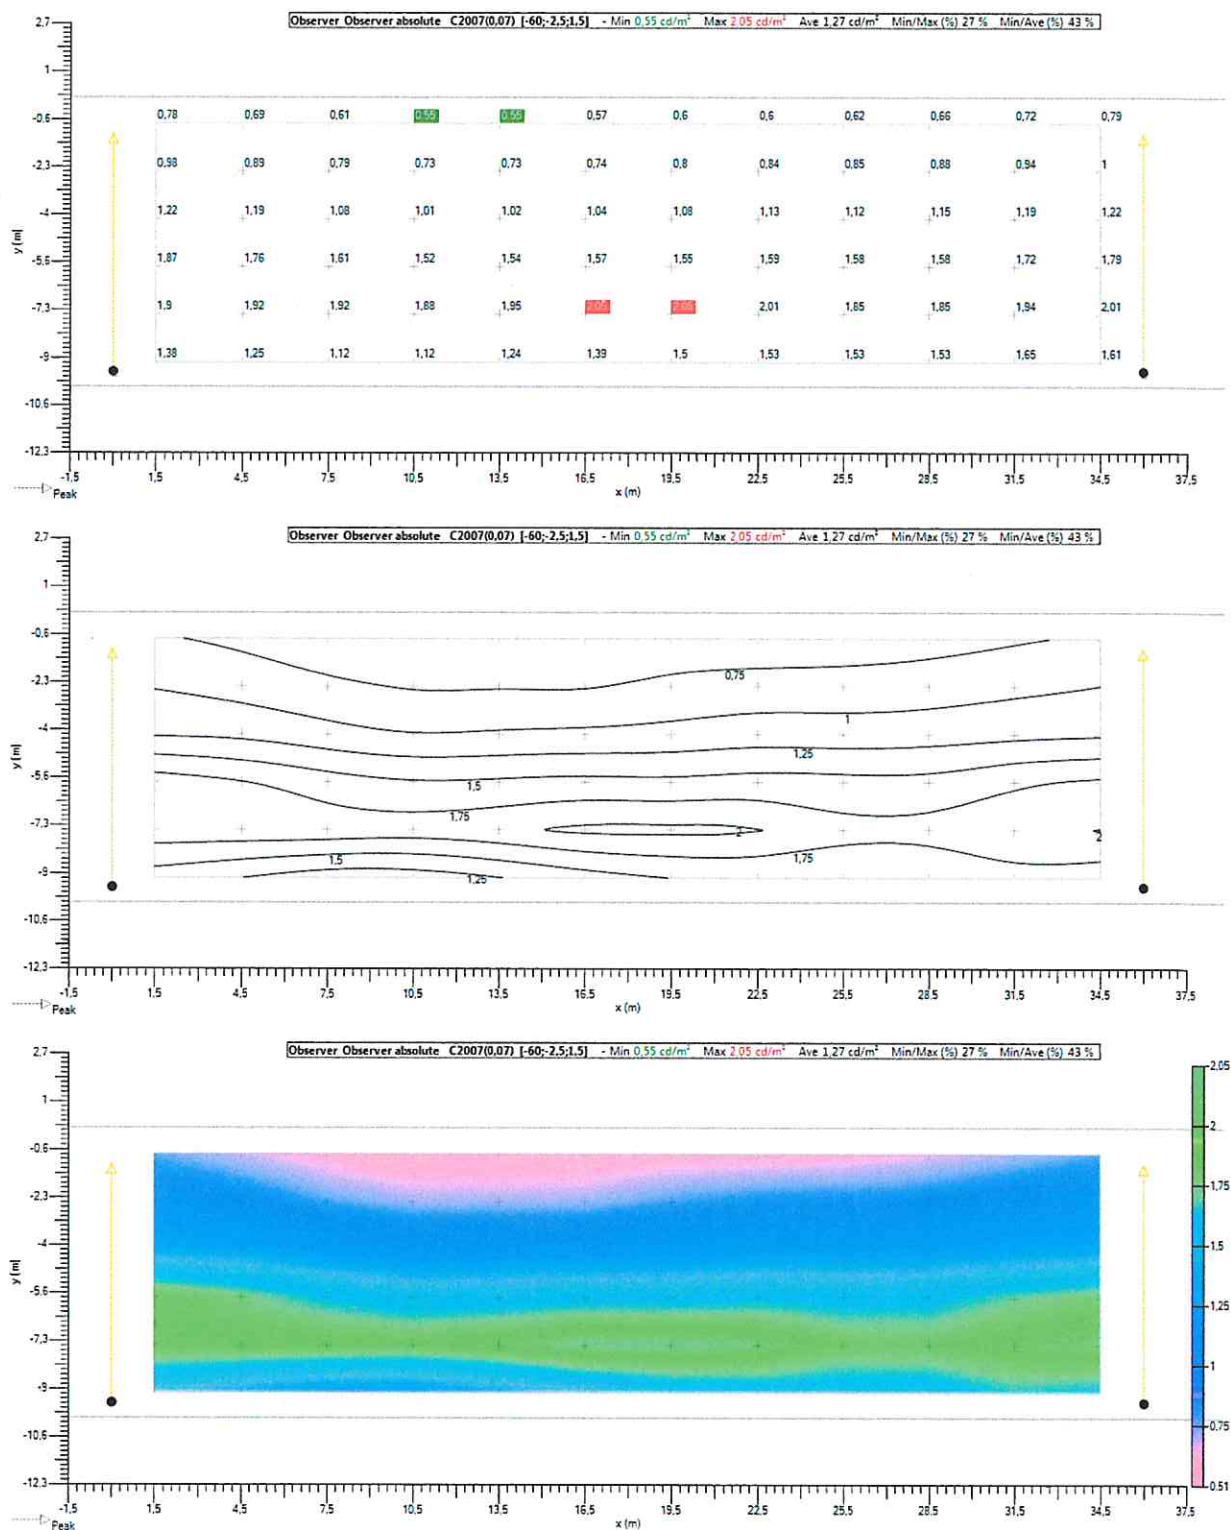 Observer Observer absolute C2007(0,07) [-60;-2,5;1,5] - Min 0,55 cd/m² Max 2,05 cd/m² Ave 1,27 cd/m² Min/Max (%) 27 % Min/Ave (%) 43 %
2.7
1
-0.6
0,78 0,69 0,61 0,55 0,55 0,57 0,6 0,6 0,62 0,66 0,72 0,79
-2.3
0,98 0,89 0,79 0,73 0,73 0,74 0,8 0,84 0,85 0,88 0,94 1
-4
1,22 1,19 1,08 1,01 1,02 1,04 1,08 1,13 1,12 1,15 1,19 1,22
y (m)
-5.6
1,87 1,76 1,61 1,52 1,54 1,57 1,55 1,59 1,58 1,58 1,72 1,79
-7.3
1,9 1,92 1,92 1,88 1,95 2,05 2,05 2,01 1,85 1,85 1,94 2,01
-9
1,38 1,25 1,12 1,12 1,24 1,39 1,5 1,53 1,53 1,53 1,65 1,61
-10.6
-12.3
-1,5 1,5 4,5 7,5 10,5 13,5 16,5 19,5 22,5 25,5 28,5 31,5 34,5 37,5
Peak x (m)
Observer Observer absolute C2007(0,07) [-60;-2,5;1,5] - Min 0,55 cd/m² Max 2,05 cd/m² Ave 1,27 cd/m² Min/Max (%) 27 % Min/Ave (%) 43 %
2.7
1
-0.6
-2.3
0,75
1
-4
y (m)
1,25
-5.6
1,5
1,75
-7.3
2
2
1,5
1,75
-9
1,25
-10.6
-12.3
-1,5 1,5 4,5 7,5 10,5 13,5 16,5 19,5 22,5 25,5 28,5 31,5 34,5 37,5
Peak x (m)
Observer Observer absolute C2007(0,07) [-60;-2,5;1,5] - Min 0,55 cd/m² Max 2,05 cd/m² Ave 1,27 cd/m² Min/Max (%) 27 % Min/Ave (%) 43 %
2.7
1
-0.6
-2.3
-4
y (m)
-5.6
-7.3
-9
-10.6
-12.3
2,05
2
1,75
1,5
1,25
1
0,75
0,51
-1,5 1,5 4,5 7,5 10,5 13,5 16,5 19,5 22,5 25,5 28,5 31,5 34,5 37,5
Peak x (m)